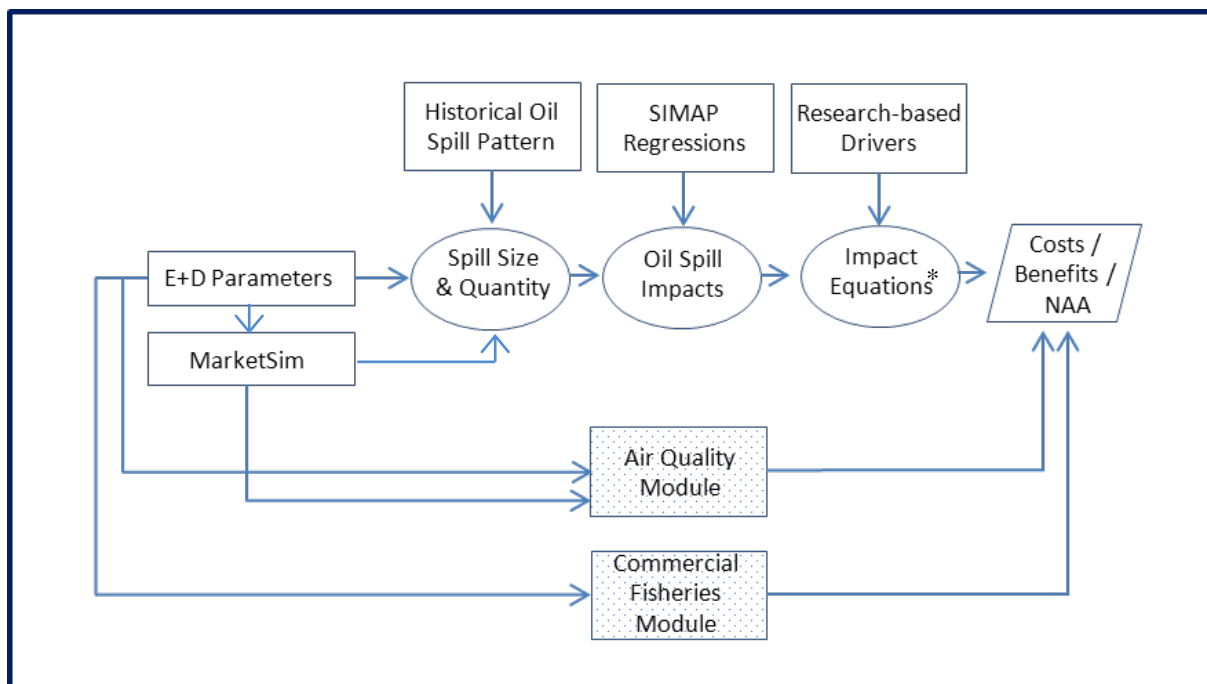 Historical Oil
Spill Pattern
SIMAP
Regressions
Research-based
Drivers
E+D Parameters
Spill Size
& Quantity
Oil Spill
Impacts
Impact
Equations*
Costs /
Benefits /
NAA
MarketSim
Air Quality
Module
Commercial
Fisheries
Module